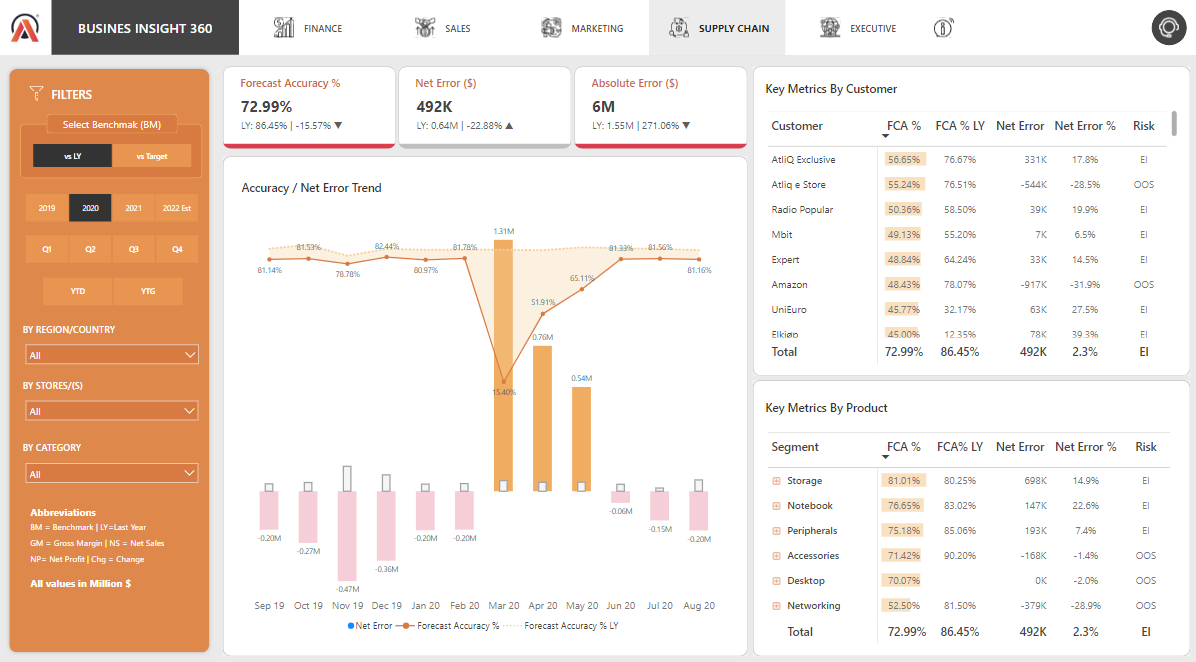 BUSINES INSIGHT 360
FINANCE
SALES
MARKETING
SUPPLY CHAIN
EXECUTIVE
FILTERS
Select Benchmak (BM)
vs LY
vs Target
2019
2020
2021
2022 Est
Q1
Q2
Q3
Q4
YTD
YTG
BY REGION/COUNTRY
All
BY STORES/(S)
All
BY CATEGORY
All
Abbreviations
BM = Benchmark | LY=Last Year
GM = Gross Margin | NS = Net Sales
NP= Net Profit | Chg = Change
All values in Million $
Forecast Accuracy %
72.99%
LY: 86.45% | -15.57% ▼
Net Error ($)
492K
LY: 0.64M | -22.88% ▲
Absolute Error ($)
6M
LY: 1.55M | 271.06% ▼
Accuracy / Net Error Trend
1.31M
81.53%
82.44%
81.78%
81.33%
81.56%
81.14%
78.78%
80.97%
81.16%
65.11%
51.91%
0.76M
0.54M
15.40%
-0.20M
-0.27M
-0.47M
-0.36M
-0.20M
-0.20M
-0.06M
-0.15M
-0.20M
Sep 19 Oct 19 Nov 19 Dec 19 Jan 20 Feb 20 Mar 20 Apr 20 May 20 Jun 20 Jul 20 Aug 20
Net Error Forecast Accuracy % Forecast Accuracy % LY
Key Metrics By Customer
Customer FCA % FCA % LY Net Error Net Error % Risk
AtliQ Exclusive 56.65% 76.67% 331K 17.8% EI
Atliq e Store 55.24% 76.51% -544K -28.5% OOS
Radio Popular 50.36% 58.50% 39K 19.9% EI
Mbit 49.13% 55.20% 7K 6.5% EI
Expert 48.84% 64.24% 33K 14.5% EI
Amazon 48.43% 78.07% -917K -31.9% OOS
UniEuro 45.77% 32.17% 63K 27.5% EI
Elkjøp 45.00% 12.35% 78K 39.3% EI
Total 72.99% 86.45% 492K 2.3% EI
Key Metrics By Product
Segment FCA % FCA% LY Net Error Net Error % Risk
Storage 81.01% 80.25% 698K 14.9% EI
Notebook 76.65% 83.02% 147K 22.6% EI
Peripherals 75.18% 85.06% 193K 7.4% EI
Accessories 71.42% 90.20% -168K -1.4% OOS
Desktop 70.07% 0K -2.0% OOS
Networking 52.50% 81.50% -379K -28.9% OOS
Total 72.99% 86.45% 492K 2.3% EI